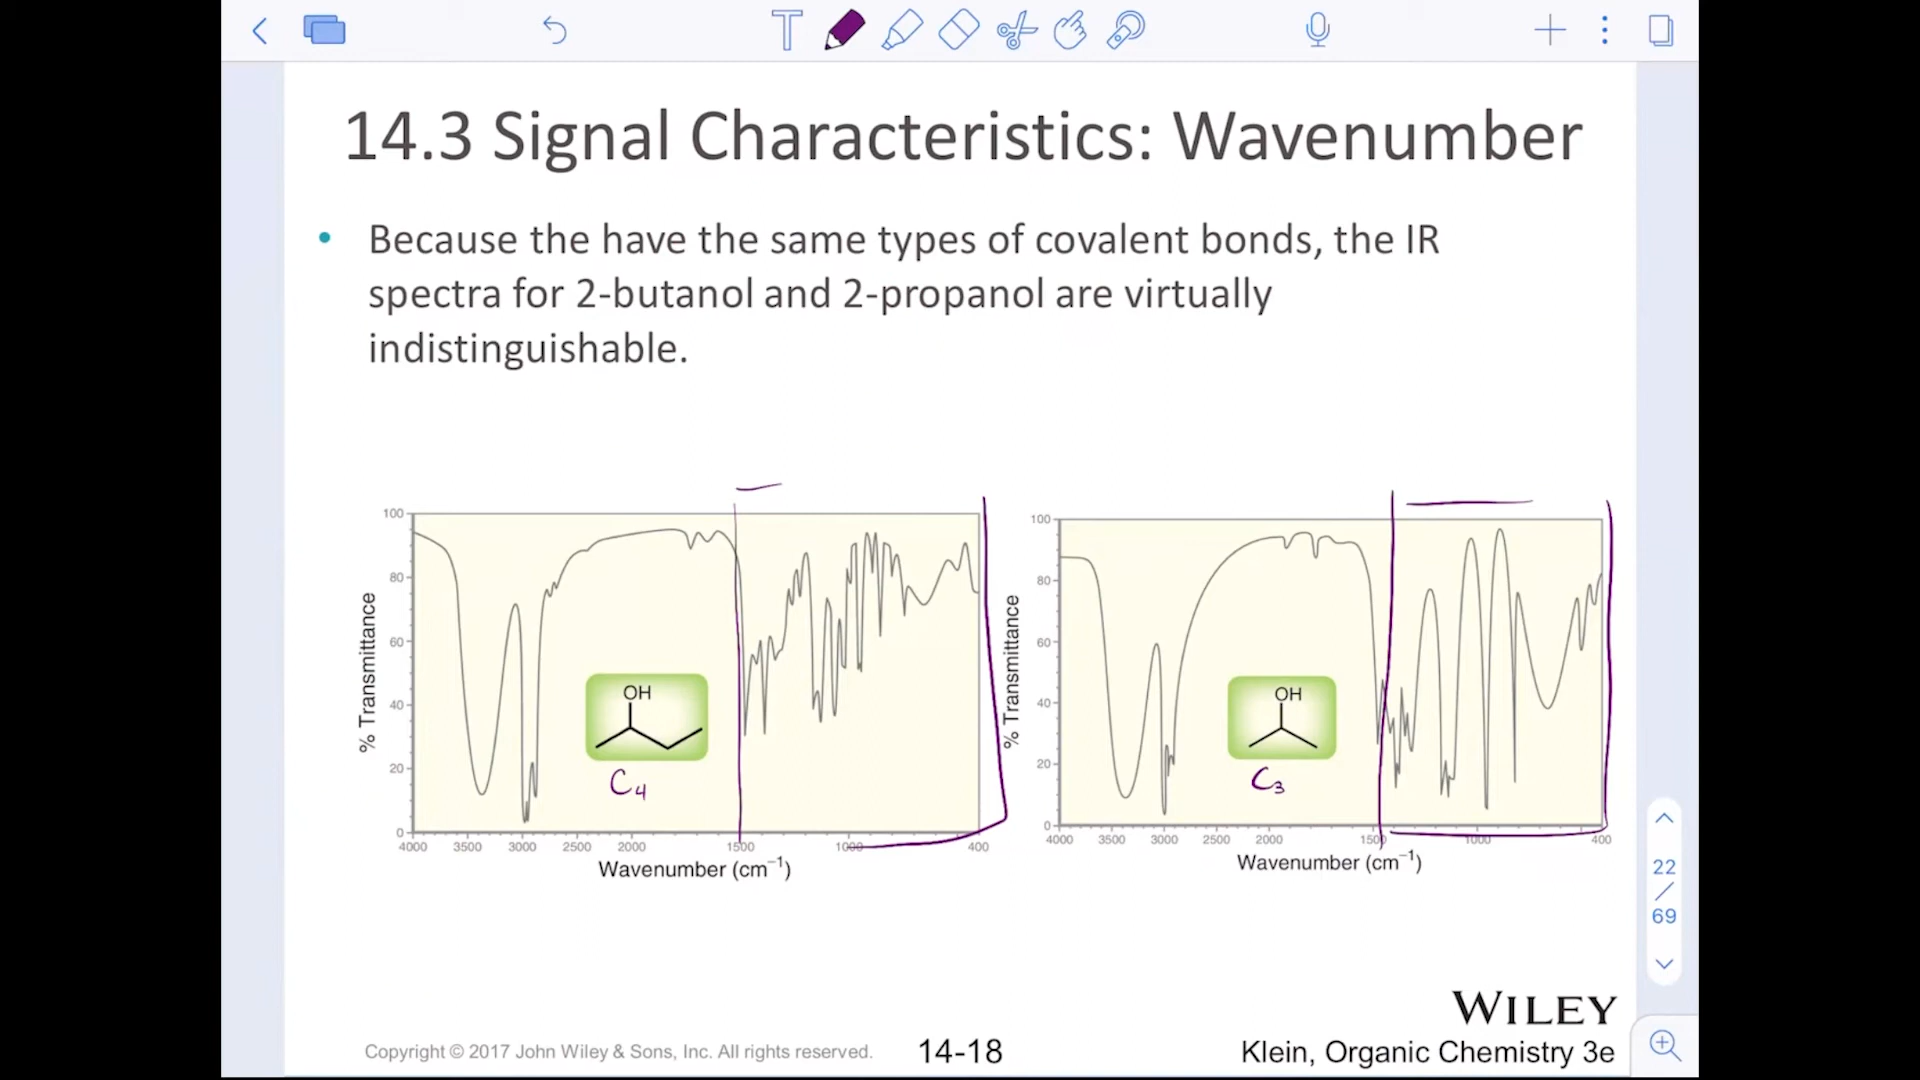 14.3 Signal Characteristics: Wavenumber
• Because the have the same types of covalent bonds, the IR
spectra for 2-butanol and 2-propanol are virtually
indistinguishable.
100
80
60
40
20
0
% Transmittance
OH
C₄
4000 3500 3000 2500 2000 1500 1000 400
Wavenumber (cm⁻¹)
100
80
60
40
20
0
% Transmittance
OH
C₃
4000 3500 3000 2500 2000 1500 1000 400
Wavenumber (cm⁻¹)
22
/
69
WILEY
Copyright © 2017 John Wiley & Sons, Inc. All rights reserved.
14-18
Klein, Organic Chemistry 3e